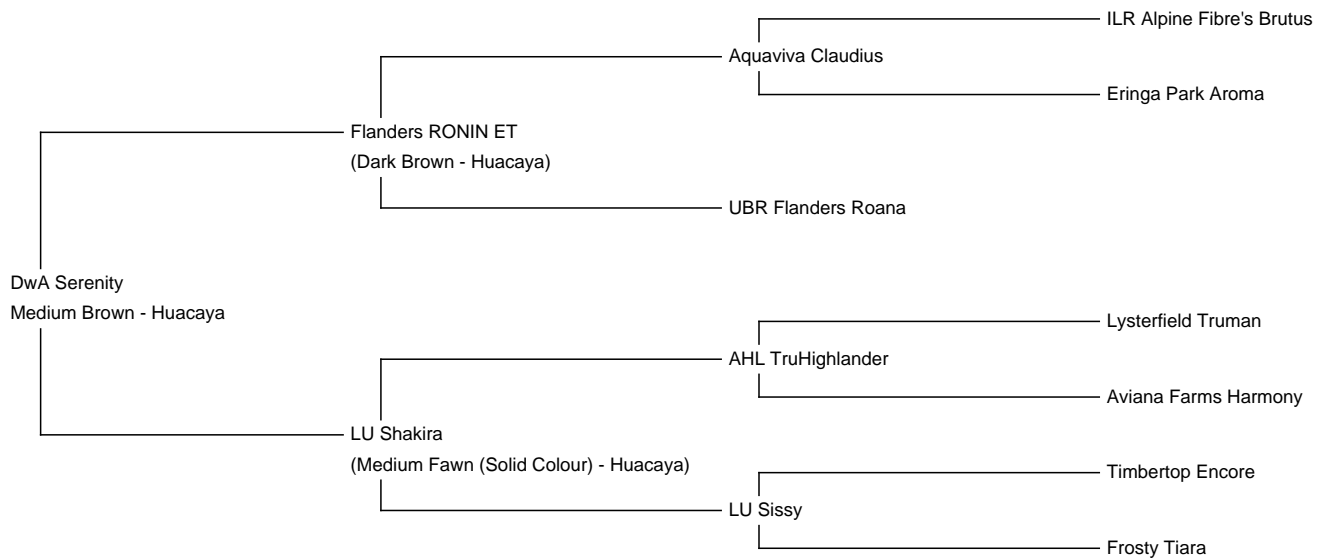 ILR Alpine Fibre's Brutus
Aquaviva Claudius
Eringa Park Aroma
Flanders RONIN ET
(Dark Brown - Huacaya)
UBR Flanders Roana
DwA Serenity
Medium Brown - Huacaya
Lysterfield Truman
AHL TruHighlander
Aviana Farms Harmony
LU Shakira
(Medium Fawn (Solid Colour) - Huacaya)
Timbertop Encore
LU Sissy
Frosty Tiara